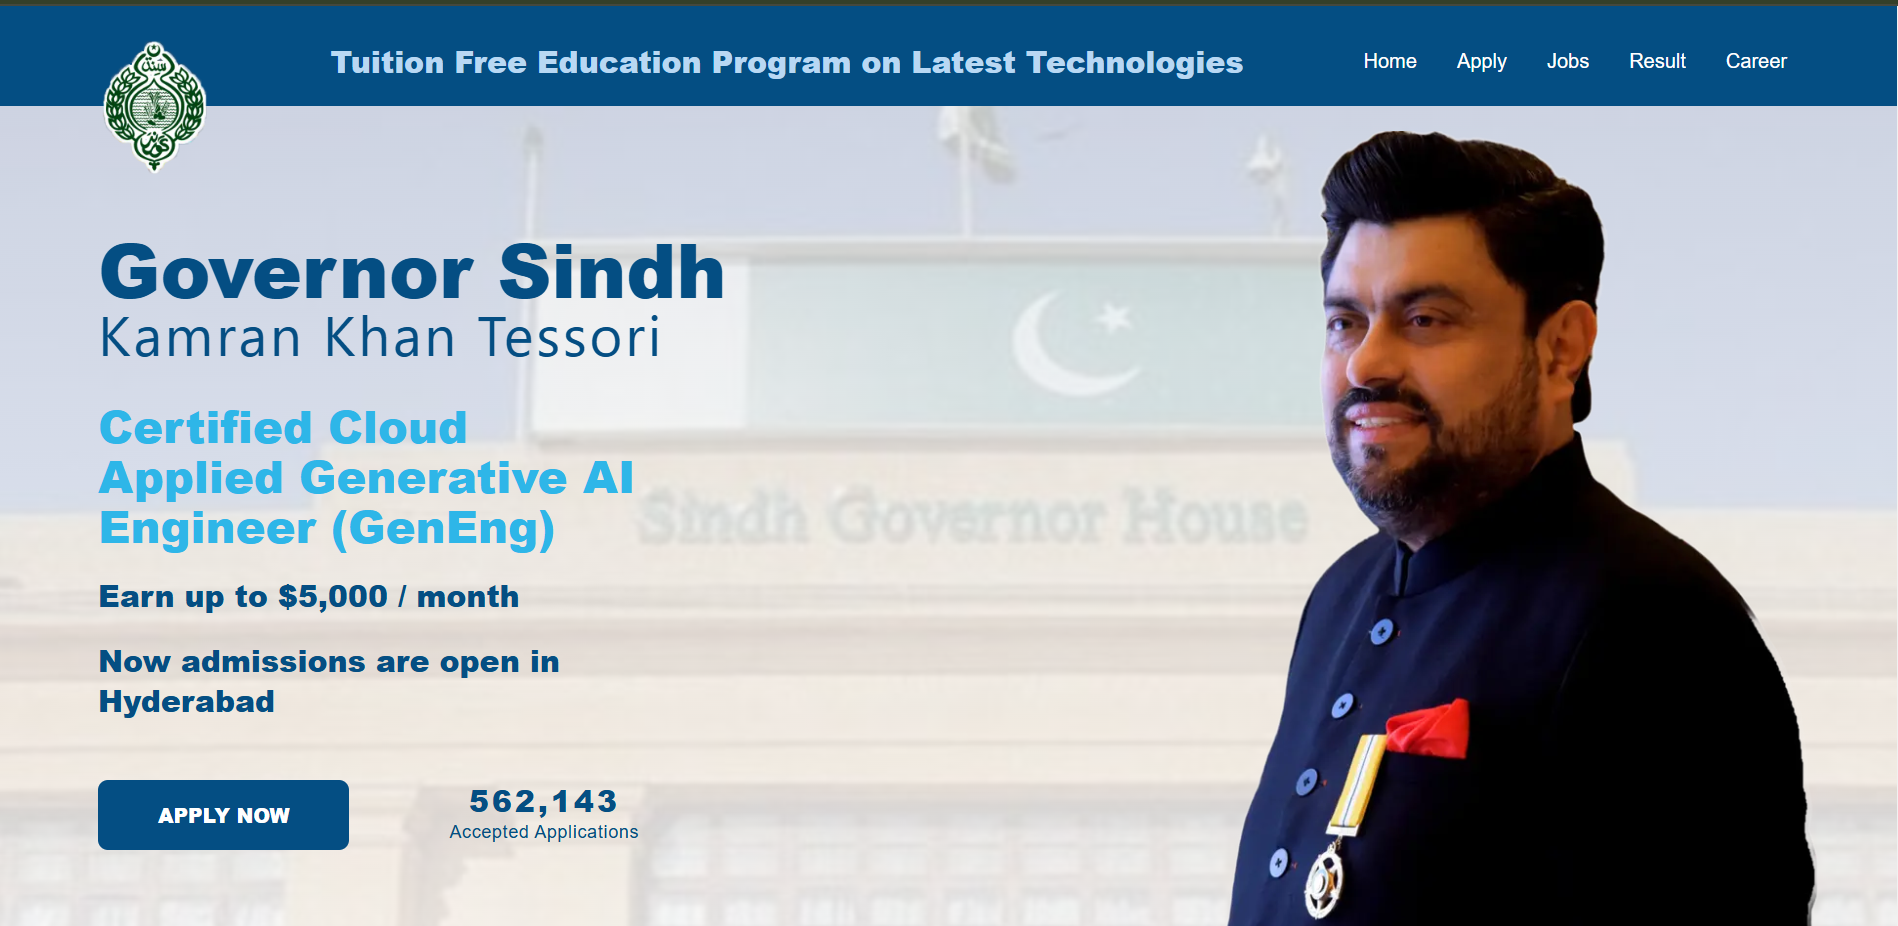 Tuition Free Education Program on Latest Technologies
Home Apply Jobs Result Career
Governor Sindh
Kamran Khan Tessori
Certified Cloud
Applied Generative AI
Engineer (GenEng)
Sindh Governor House
Earn up to $5,000 / month
Now admissions are open in
Hyderabad
APPLY NOW
562,143
Accepted Applications